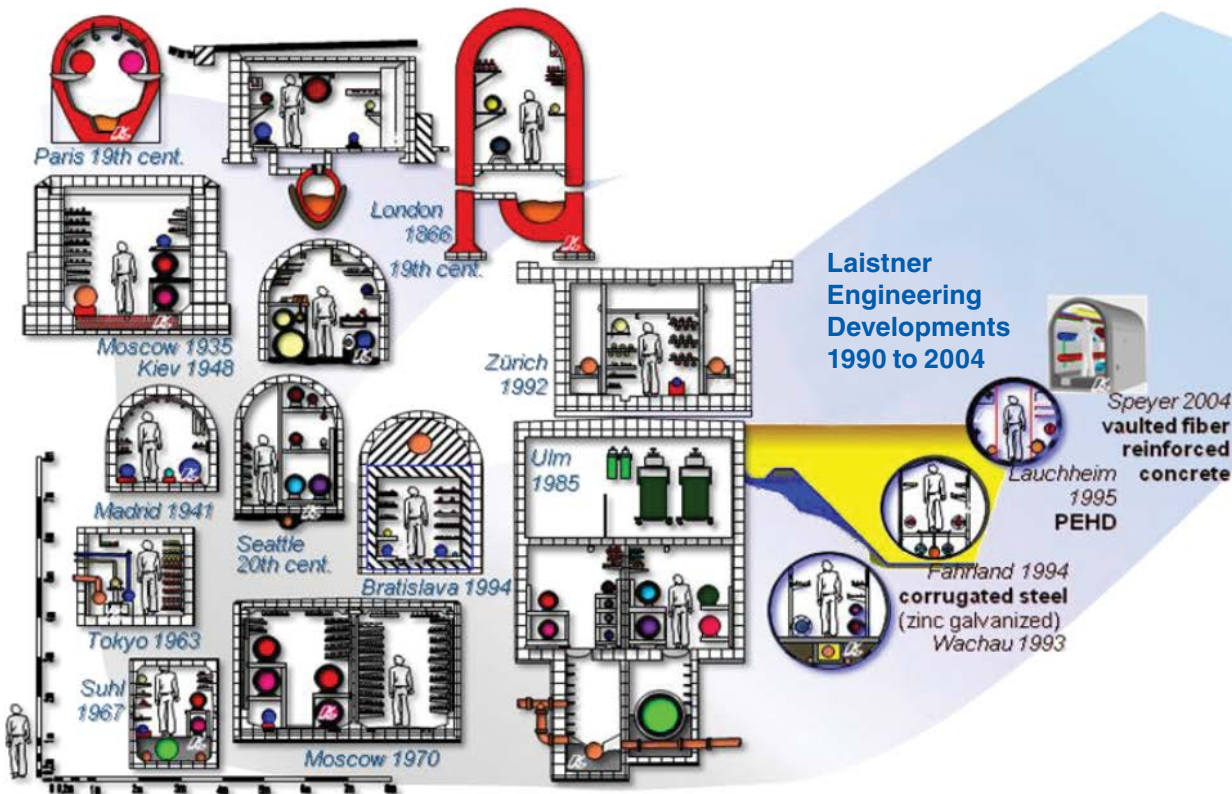 Paris 19th cent.
London
1866
19th cent.
Moscow 1935
Kiev 1948
Zürich
1992
Laistner
Engineering
Developments
1990 to 2004
Speyer 2004
vaulted fiber
reinforced
concrete
Lauchheim
1995
PEHD
Madrid 1941
Seattle
20th cent.
Bratislava 1994
Ulm
1985
Fahrland 1994
corrugated steel
(zinc galvanized)
Wachau 1993
Tokyo 1963
Suhl
1967
Moscow 1970